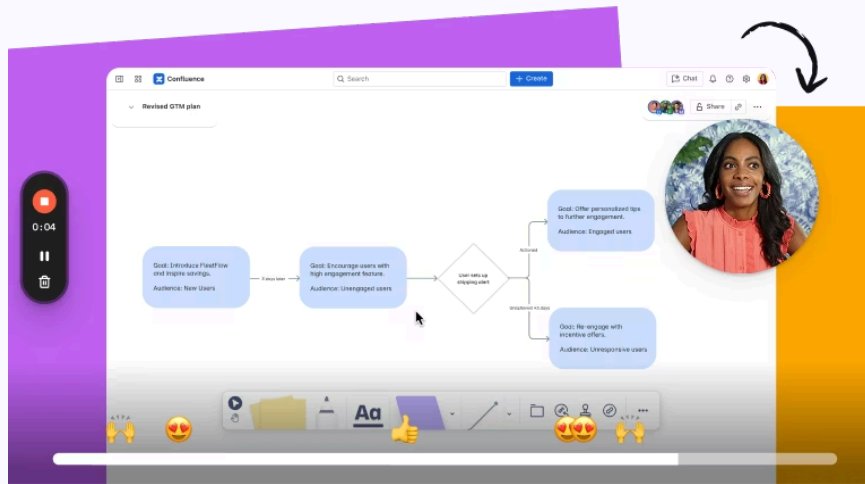 Confluence
Search
+ Create
Chat
Revised GTM plan
Share
0:04
Goal: Offer personalized tips
to further engagement.
Audience: Engaged users
Activated
Goal: Introduce FleetFlow
and inspire savings.
Audience: New Users
3 days later
Goal: Encourage users with
high engagement feature.
Audience: Unengaged users
User sets up
shipping alert
Goal: Re-engage with
incentive offers.
Audience: Unresponsive users
Aa